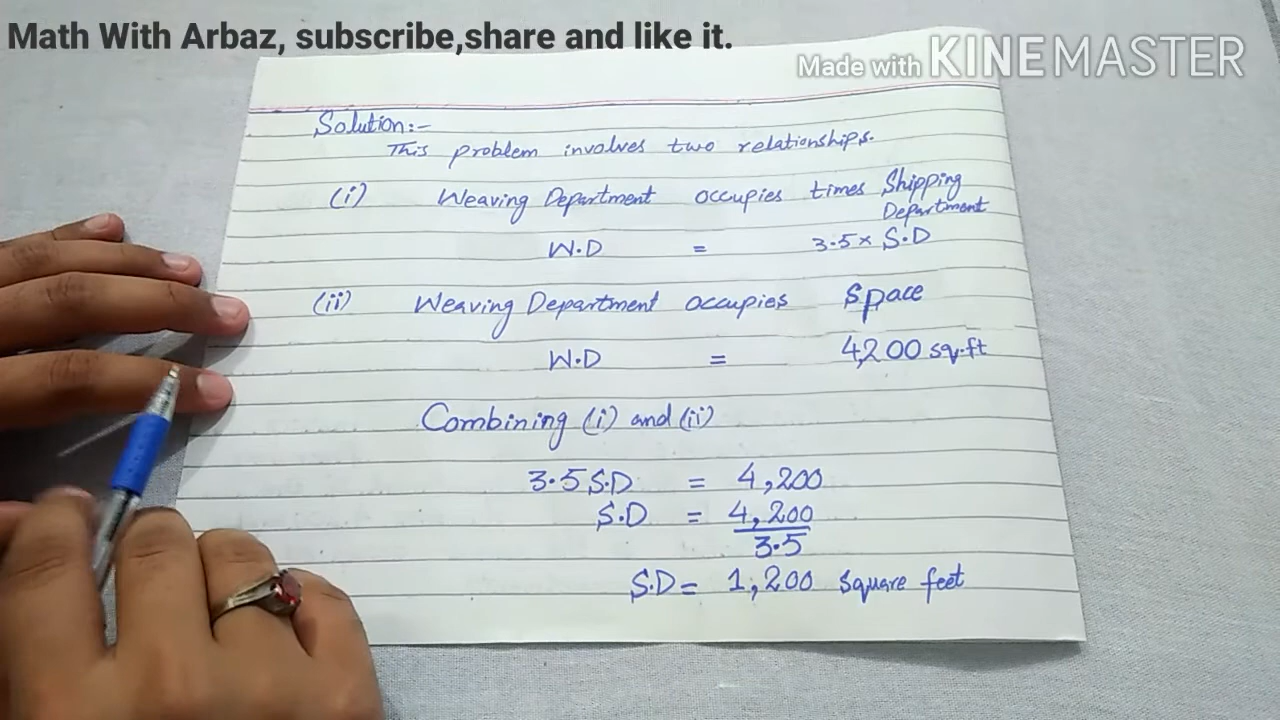 Math With Arbaz, subscribe,share and like it.
Made with KINEMASTER
Solution:-
This problem involves two relationships.
(i) Weaving Department occupies times Shipping
Department
W.D = 3.5× S.D
(ii) Weaving Department occupies Space
W.D = 4,200 sq.ft
Combining (i) and (ii)
3.5 S.D = 4,200
S.D = 4,200
3.5
S.D = 1,200 Square feet